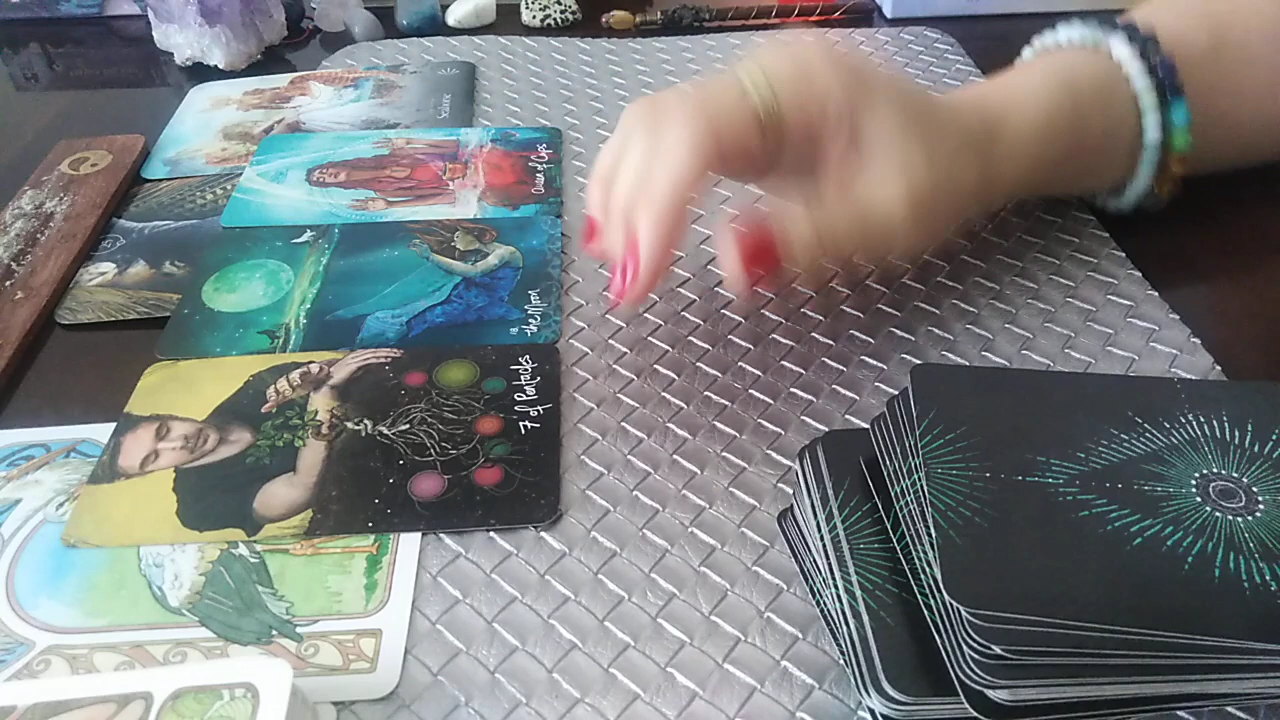 Queen of Cups
18.
the Moon
7 of Pentacles